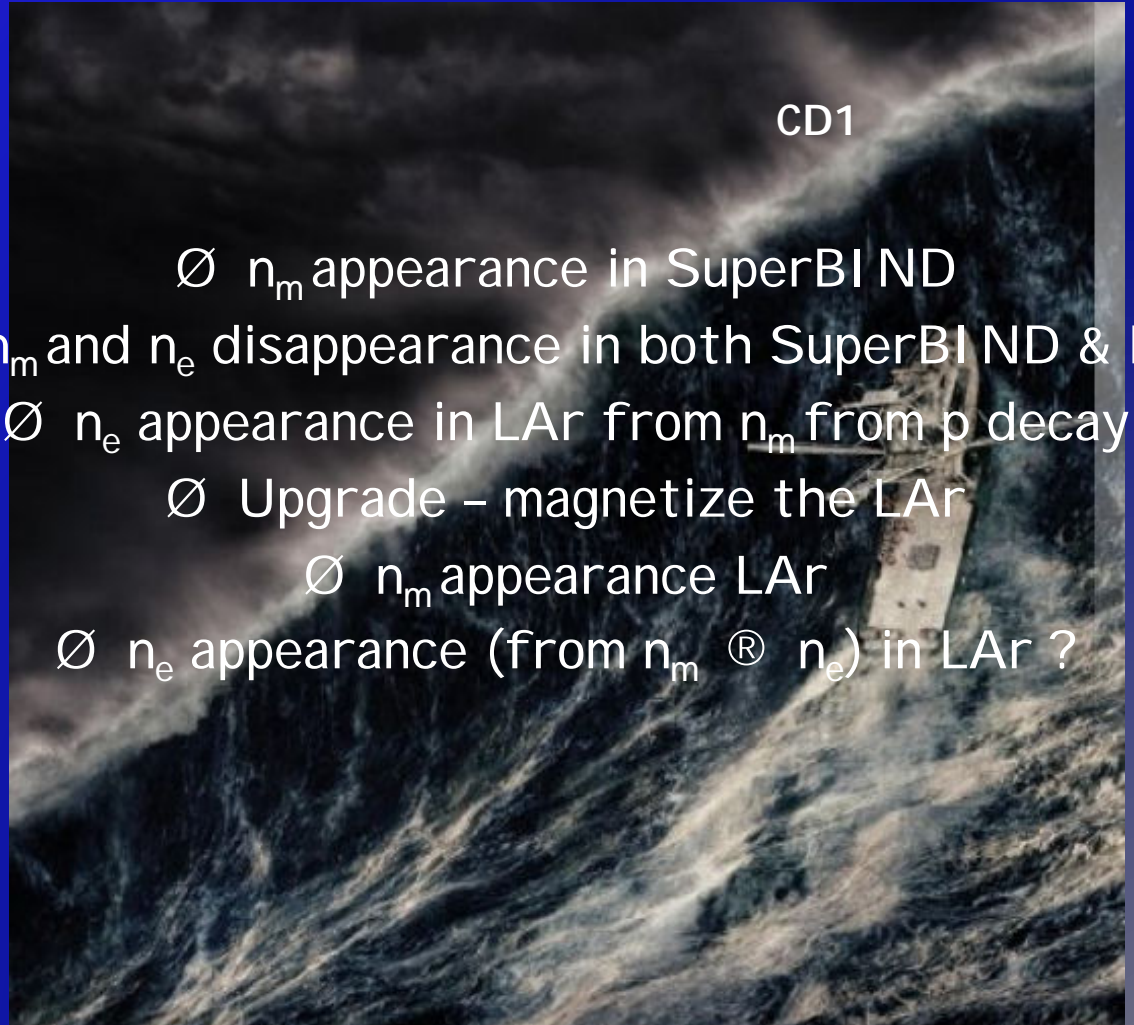 CD1
Ø nm appearance in SuperBIND
m and ne disappearance in both SuperBIND &
Ø ne appearance in LAr from nm from p decay
Ø Upgrade – magnetize the LAr
Ø nm appearance LAr
Ø ne appearance (from nm ® ne) in LAr ?